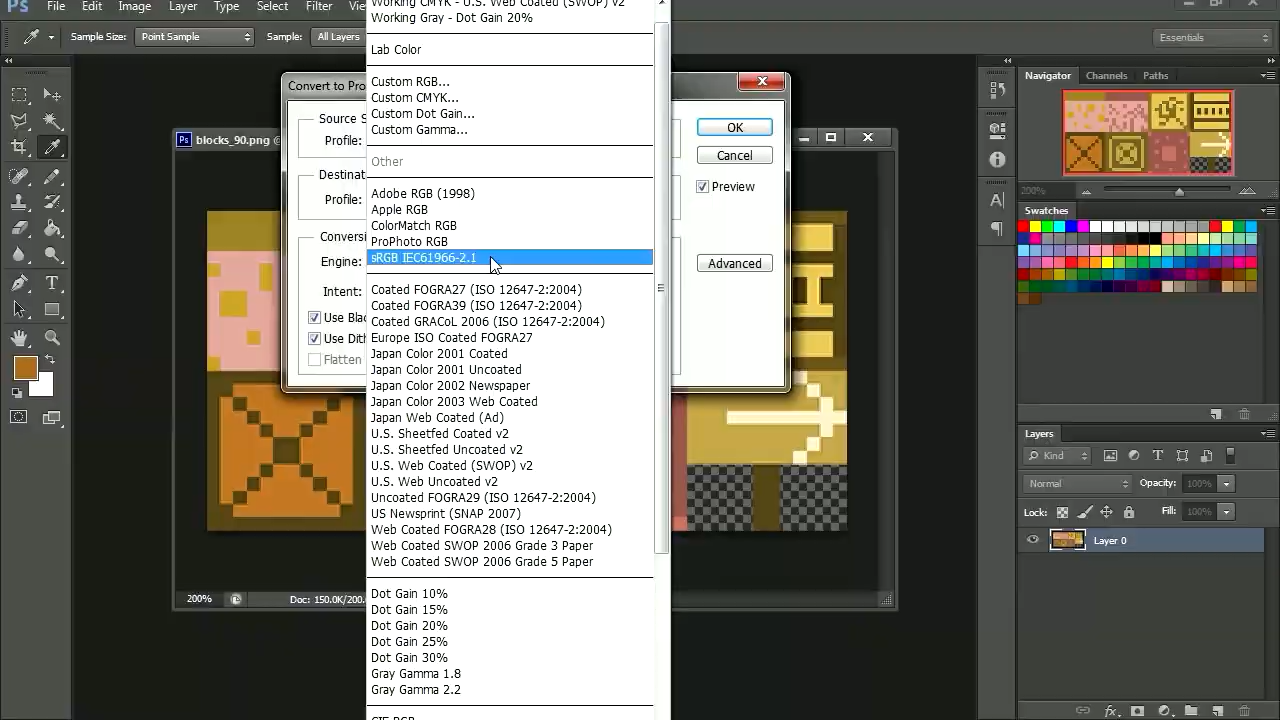 Ps File Edit Image Layer Type Select Filter View
Working CMYK - U.S. Web Coated (SWOP) v2
Working Gray - Dot Gain 20%
Sample Size: Point Sample Sample: All Layers Essentials
Lab Color
Custom RGB...
Custom CMYK...
Custom Dot Gain...
Custom Gamma...
Other
Adobe RGB (1998)
Apple RGB
ColorMatch RGB
ProPhoto RGB
sRGB IEC61966-2.1
Coated FOGRA27 (ISO 12647-2:2004)
Coated FOGRA39 (ISO 12647-2:2004)
Coated GRACoL 2006 (ISO 12647-2:2004)
Europe ISO Coated FOGRA27
Japan Color 2001 Coated
Japan Color 2001 Uncoated
Japan Color 2002 Newspaper
Japan Color 2003 Web Coated
Japan Web Coated (Ad)
U.S. Sheetfed Coated v2
U.S. Sheetfed Uncoated v2
U.S. Web Coated (SWOP) v2
U.S. Web Uncoated v2
Uncoated FOGRA29 (ISO 12647-2:2004)
US Newsprint (SNAP 2007)
Web Coated FOGRA28 (ISO 12647-2:2004)
Web Coated SWOP 2006 Grade 3 Paper
Web Coated SWOP 2006 Grade 5 Paper
Dot Gain 10%
Dot Gain 15%
Dot Gain 20%
Dot Gain 25%
Dot Gain 30%
Gray Gamma 1.8
Gray Gamma 2.2
CIE RGB
Convert to Pro
Source S
Profile:
Destinat
Profile:
Conversi
Engine:
Intent:
Use Blac
Use Dith
Flatten
OK
Cancel
Preview
Advanced
Ps blocks_90.png @
200% Doc: 150.0K/200.
Navigator Channels Paths
200%
Swatches
Layers
Kind
Normal Opacity: 100%
Lock: Fill: 100%
Layer 0